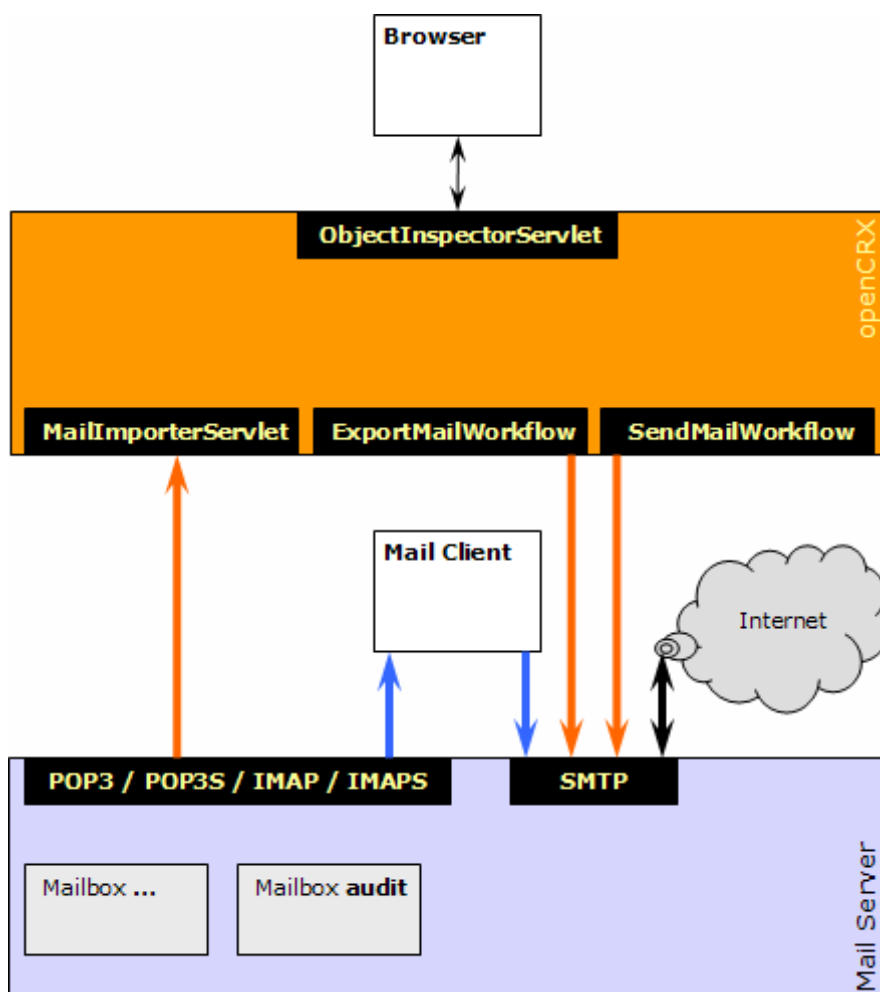 Browser
ObjectInspectorServlet
openCRX
MailImporterServlet
ExportMailWorkflow
SendMailWorkflow
Mail Client
Internet
POP3 / POP3S / IMAP / IMAPS
SMTP
Mailbox ...
Mailbox audit
Mail Server